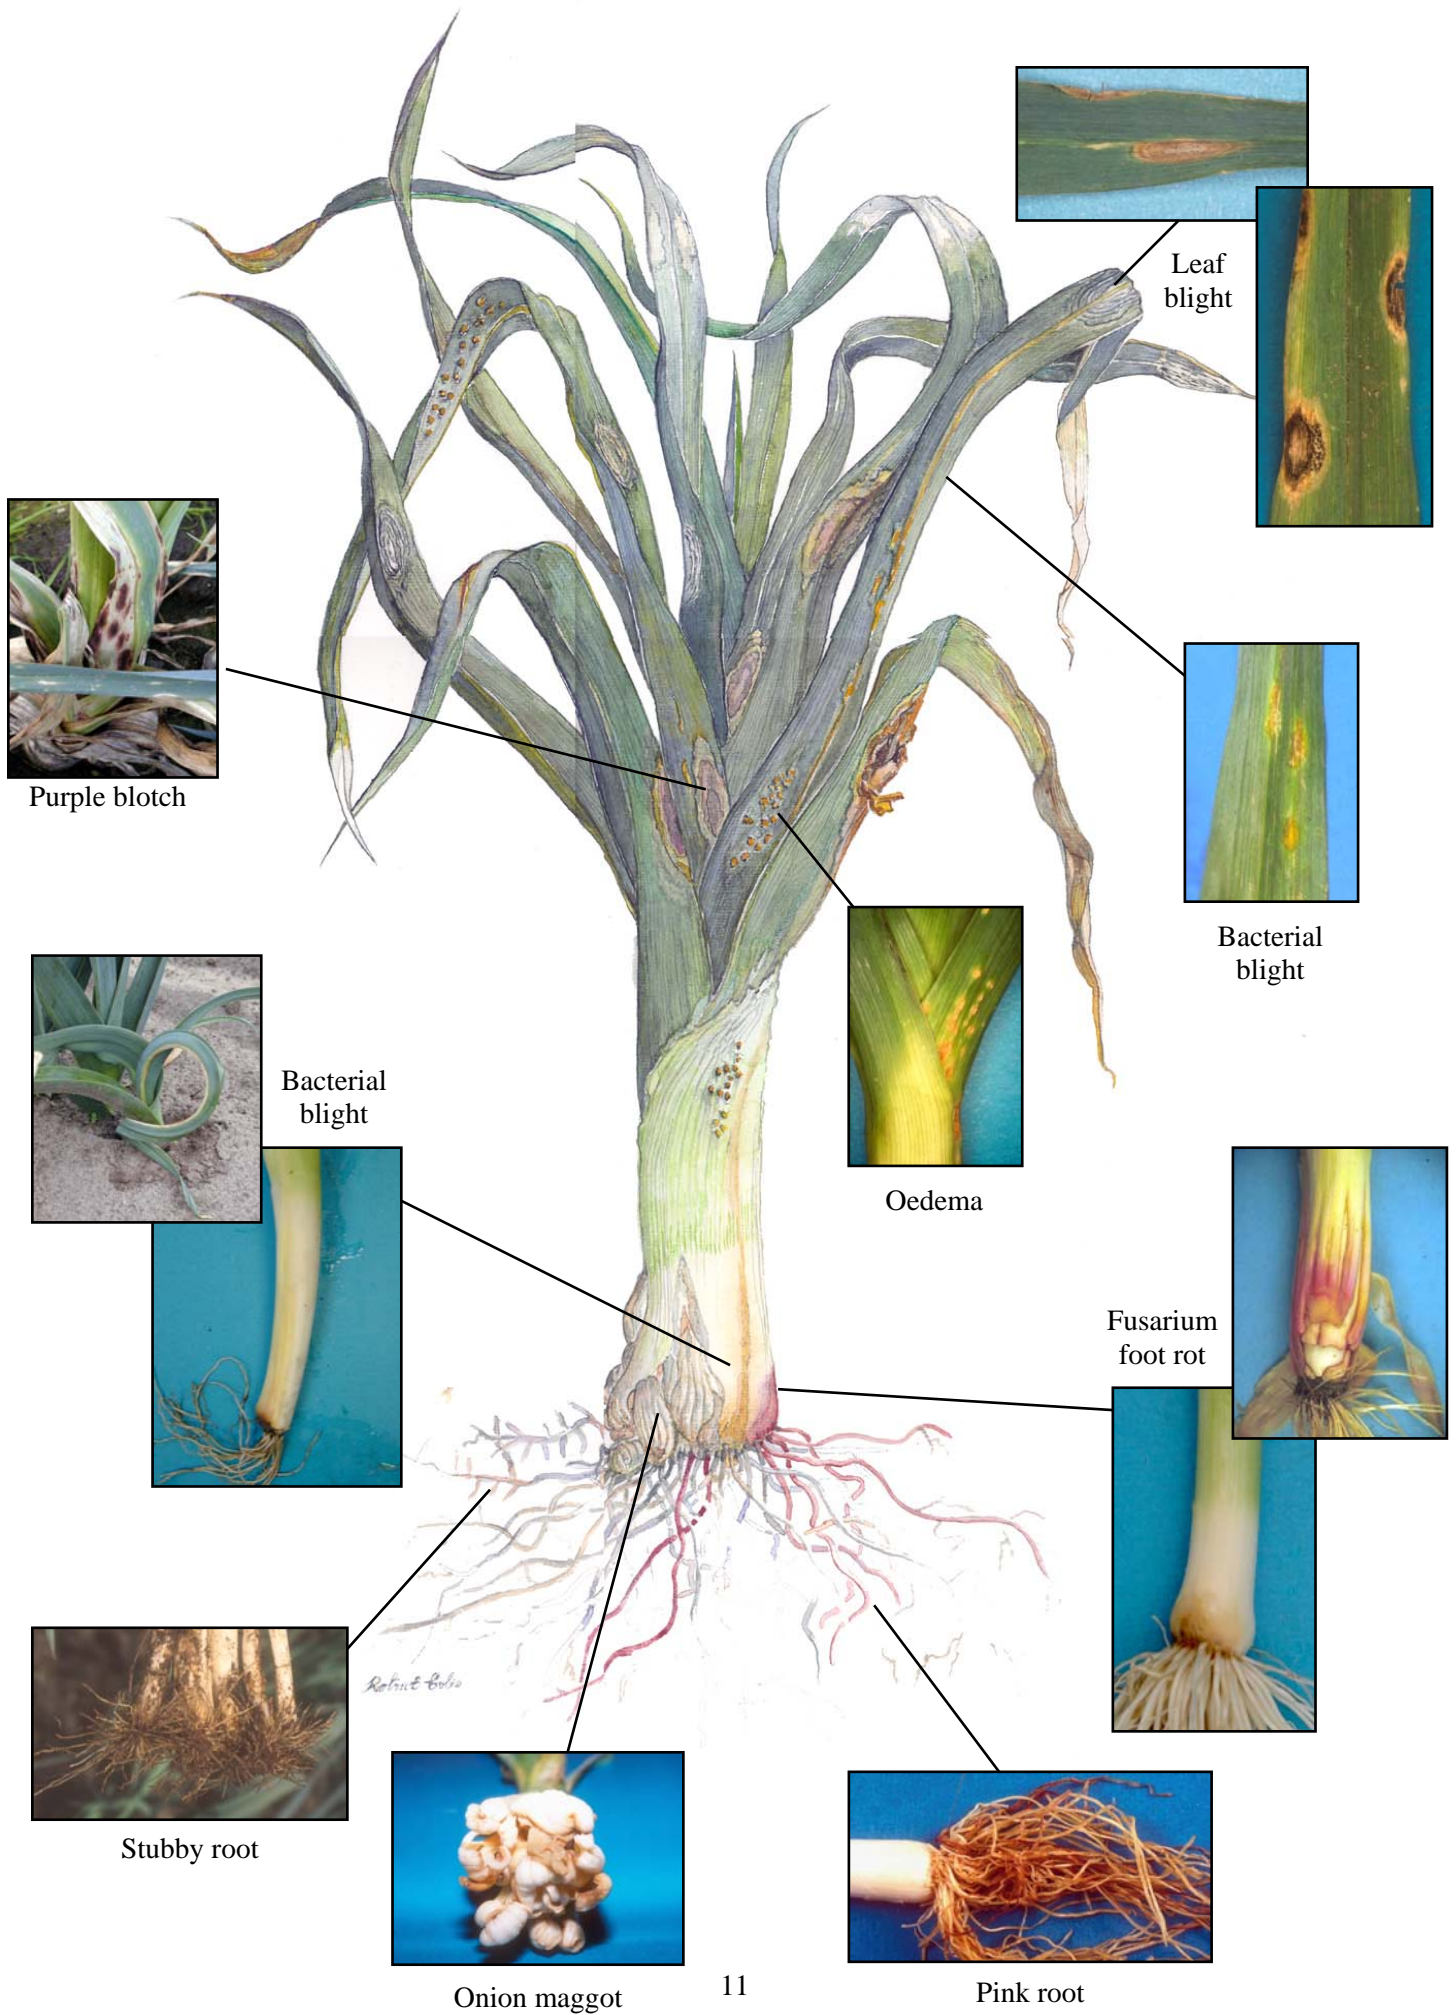 Leaf
blight
Purple blotch
Bacterial
blight
Bacterial
blight
Oedema
Fusarium
foot rot
Stubby root
Onion maggot
11
Pink root